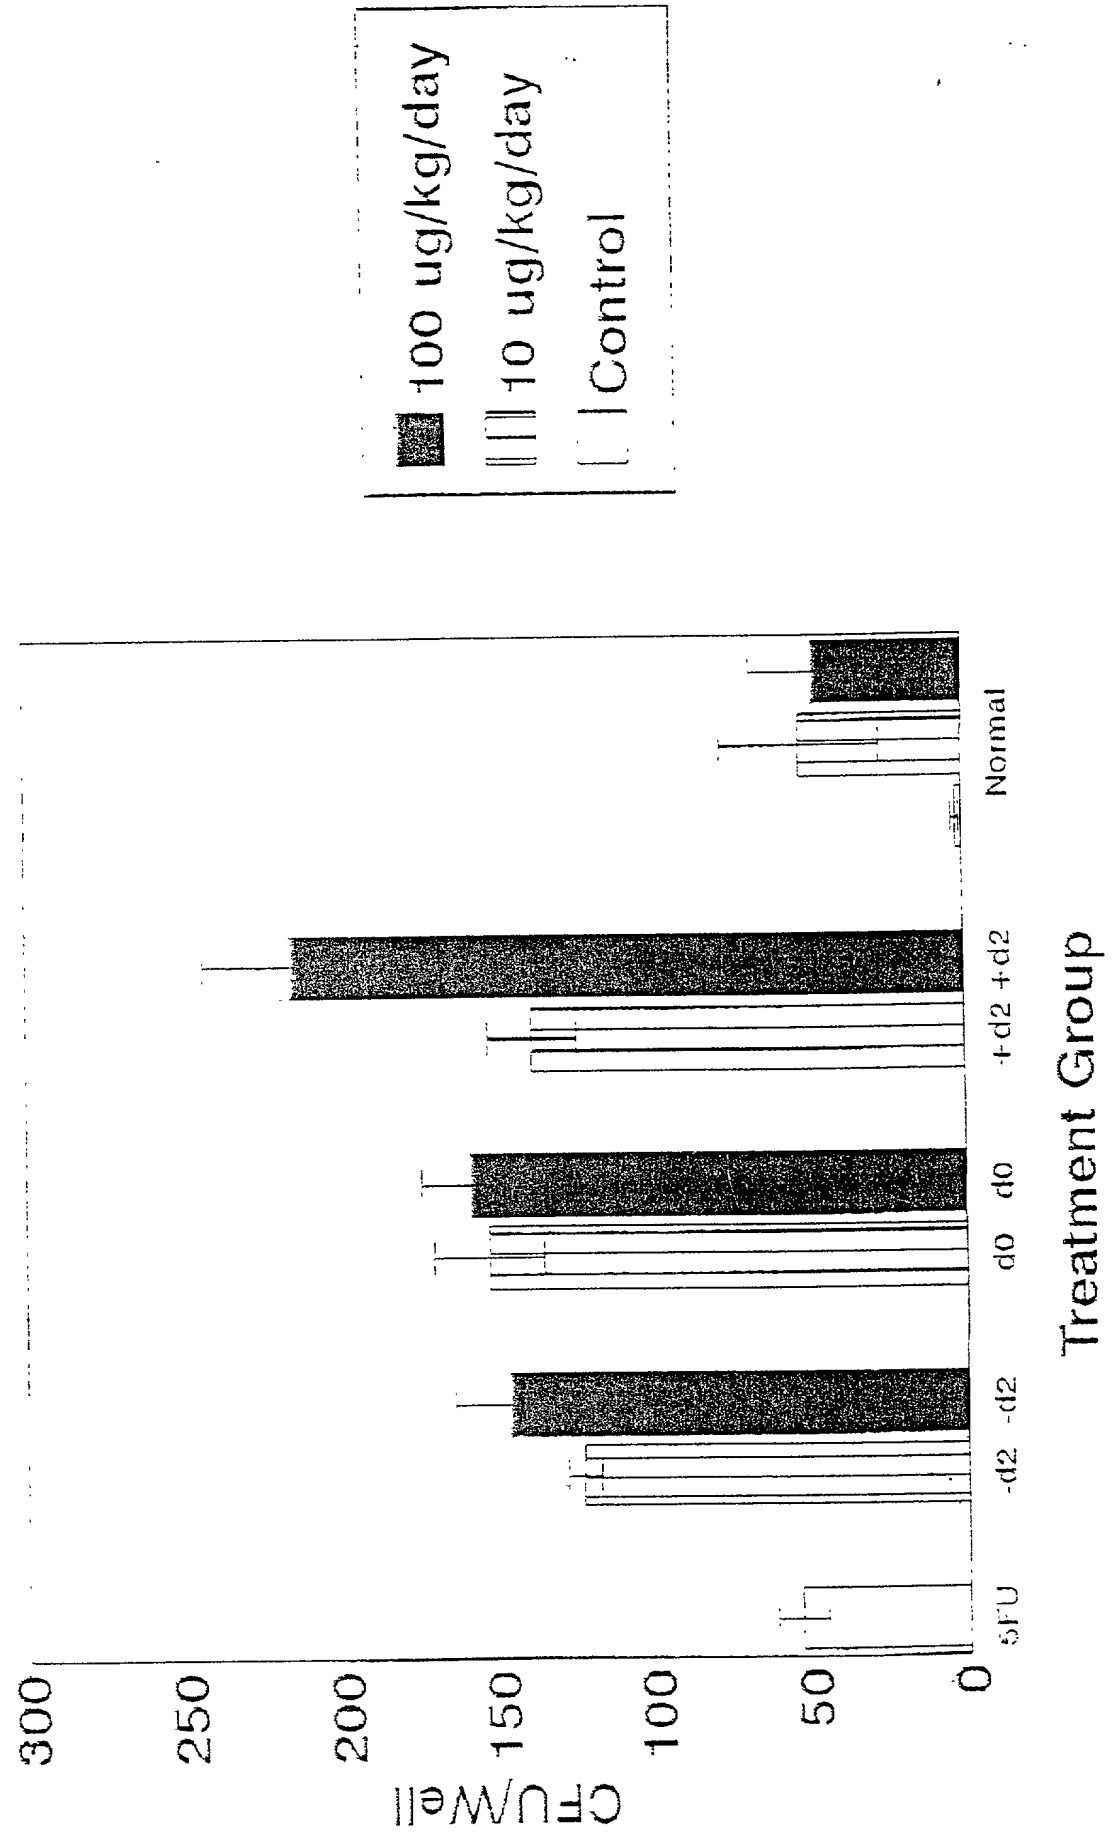 300
250
200
150
100
50
0
CFU/Well
5FU
-d2 -d2
d0 d0
+d2 +d2
Normal
Treatment Group
100 ug/kg/day
10 ug/kg/day
Control